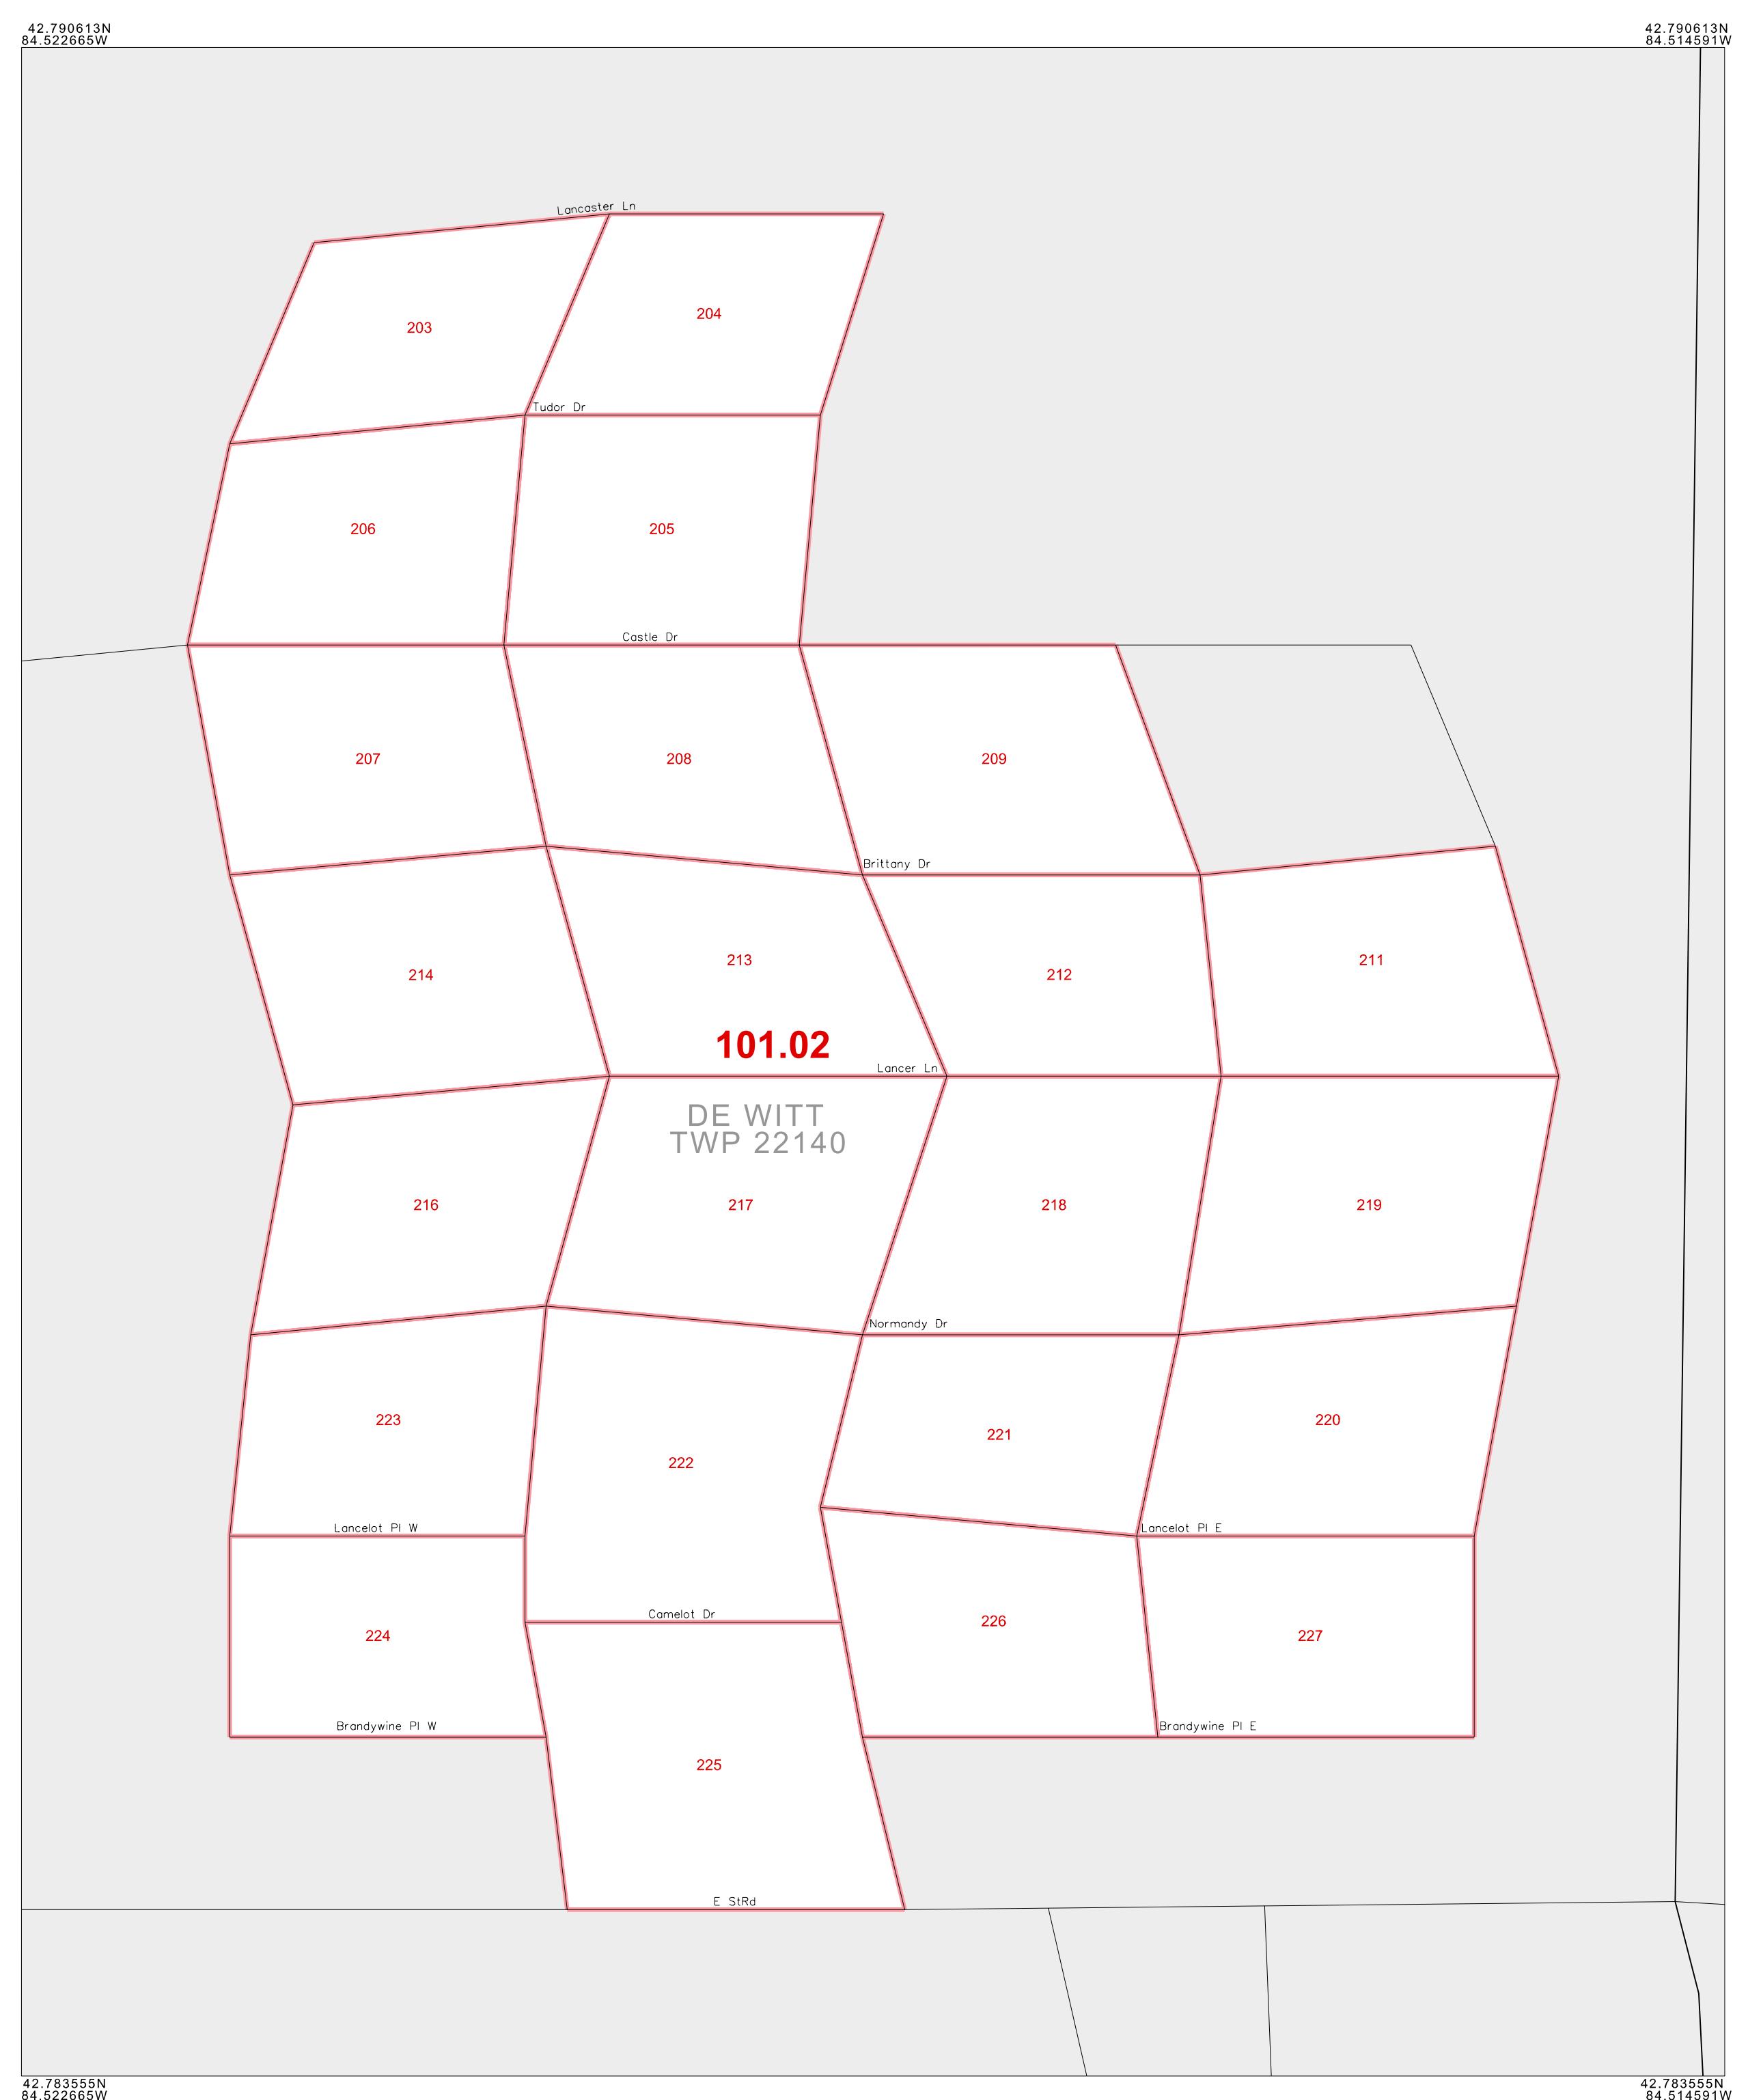 42.790613N
84.522665W
42.790613N
84.514591W
Lancaster Ln
204
203
Tudor Dr
206
205
Castle Dr
207
208
209
Brittany Dr
213
211
214
212
101.02
Lancer Ln
DE WITT
TWP 22140
216
217
218
219
Normandy Dr
223
220
221
222
Lancelot Pl W
Lancelot Pl E
Camelot Dr
226
224
227
Brandywine Pl W
Brandywine Pl E
225
E StRd
42.783555N
84.522665W
42.783555N
84.514591W